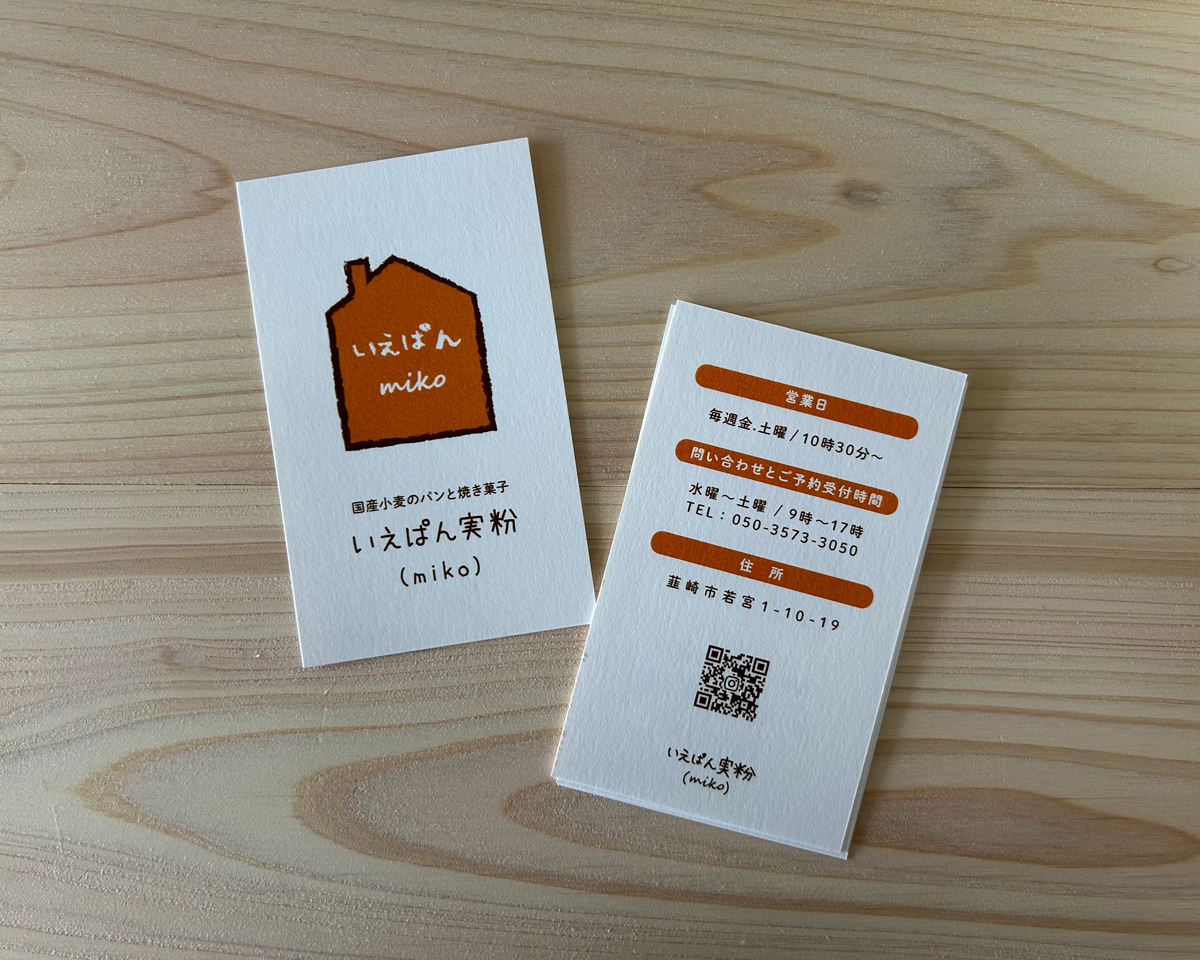 いえぱん
miko
国産小麦のパンと焼き菓子
いえぱん実粉
(miko)
営業日
毎週金.土曜/10時30分～
問い合わせとご予約受付時間
水曜～土曜 / 9時～17時
TEL：050-3573-3050
住 所
韮崎市若宮1-10-19
いえぱん実粉
(miko)